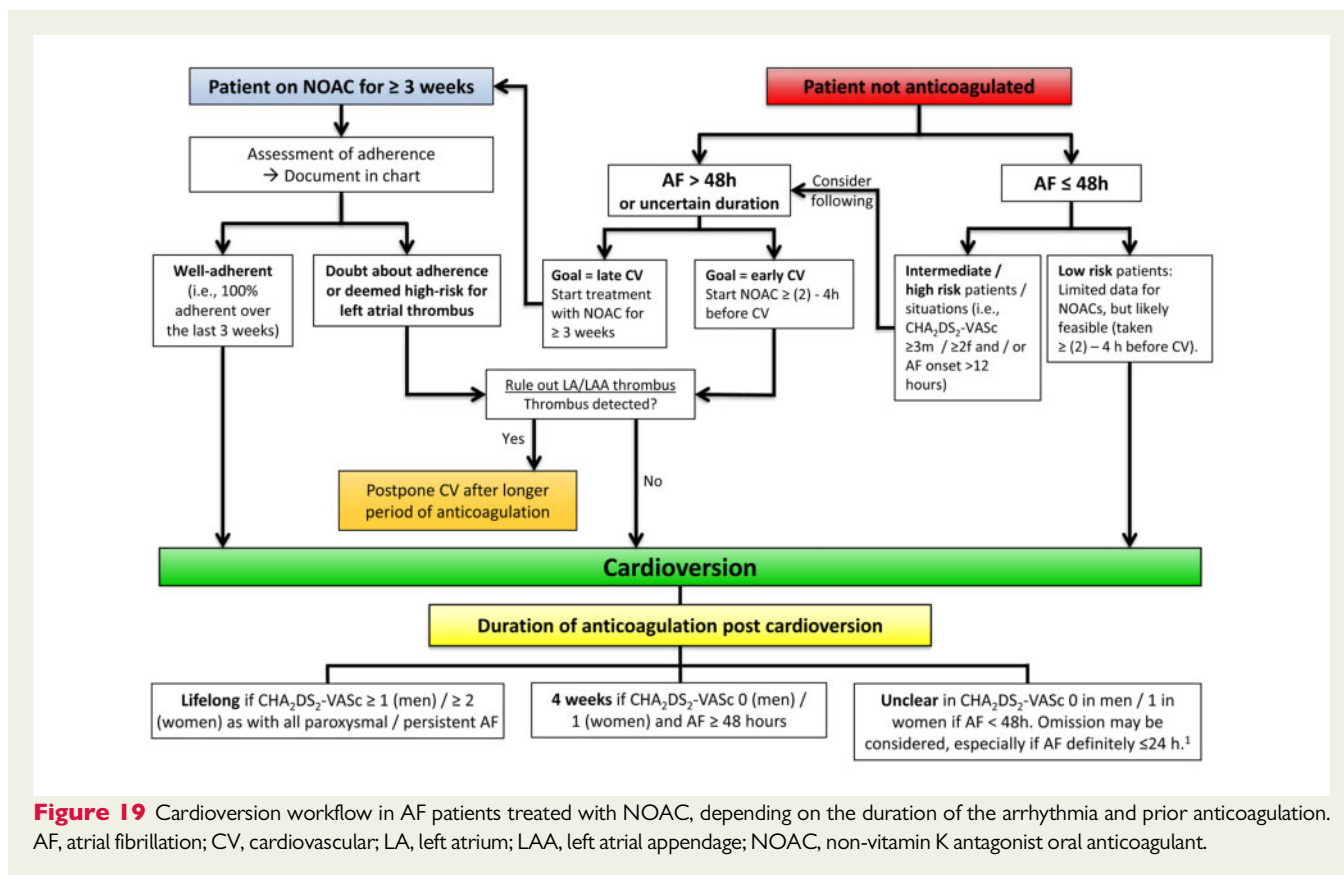 Patient on NOAC for ≥ 3 weeks
Patient not anticoagulated
Assessment of adherence
→ Document in chart
AF > 48h
or uncertain duration
Consider
following
AF ≤ 48h
Well-adherent
(i.e., 100%
adherent over
the last 3 weeks)
Doubt about adherence
or deemed high-risk for
left atrial thrombus
Goal = late CV
Start treatment
with NOAC for
≥ 3 weeks
Goal = early CV
Start NOAC ≥ (2) - 4h
before CV
Intermediate /
high risk patients /
situations (i.e.,
CHA₂DS₂-VASc
≥3m / ≥2f and / or
AF onset >12
hours)
Low risk patients:
Limited data for
NOACs, but likely
feasible (taken
≥ (2) – 4 h before CV).
Rule out LA/LAA thrombus
Thrombus detected?
Yes
No
Postpone CV after longer
period of anticoagulation
Cardioversion
Duration of anticoagulation post cardioversion
Lifelong if CHA₂DS₂-VASc ≥ 1 (men) / ≥ 2
(women) as with all paroxysmal / persistent AF
4 weeks if CHA₂DS₂-VASc 0 (men) /
1 (women) and AF ≥ 48 hours
Unclear in CHA₂DS₂-VASc 0 in men / 1 in
women if AF < 48h. Omission may be
considered, especially if AF definitely ≤24 h.¹
Figure 19 Cardioversion workflow in AF patients treated with NOAC, depending on the duration of the arrhythmia and prior anticoagulation.
AF, atrial fibrillation; CV, cardiovascular; LA, left atrium; LAA, left atrial appendage; NOAC, non-vitamin K antagonist oral anticoagulant.